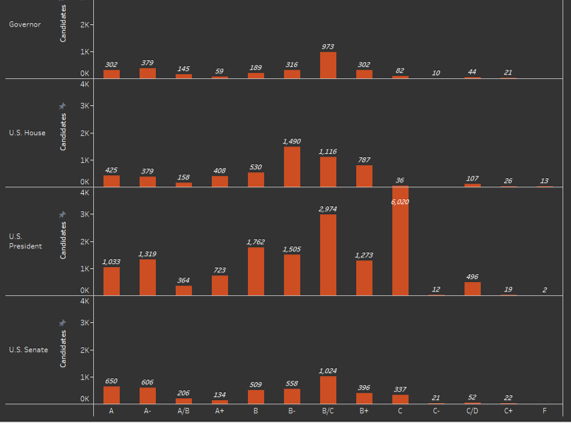 Governor
Candidates
2K
1K
0K
302 379 145 59 189 316 973 302 82 10 44 21
U.S. House
Candidates
4K
3K
2K
1K
0K
425 379 158 408 530 1,490 1,116 787 36 107 26 13
U.S.
President
Candidates
4K
3K
2K
1K
0K
1,033 1,319 364 723 1,762 1,505 2,974 1,273 6,020 12 496 19 2
U.S. Senate
Candidates
4K
3K
2K
1K
0K
650 606 206 134 509 558 1,024 396 337 21 52 22
A A- A/B A+ B B- B/C B+ C C- C/D C+ F